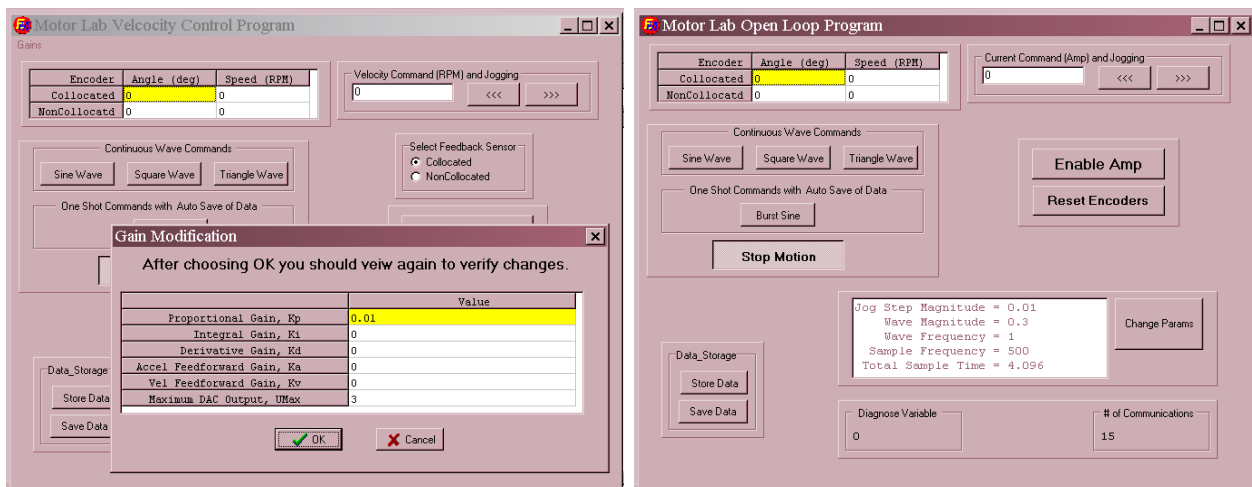 Motor Lab Velcocity Control Program
Gains
Encoder Angle (deg) Speed (RPM)
Collocated 0 0
NonCollocatd 0 0
Velocity Command (RPM) and Jogging
0 <<< >>>
Continuous Wave Commands
Sine Wave Square Wave Triangle Wave
Select Feedback Sensor
Collocated
NonCollocated
One Shot Commands with Auto Save of Data
Gain Modification
After choosing OK you should veiw again to verify changes.
Value
Proportional Gain, Kp 0.01
Integral Gain, Ki 0
Derivative Gain, Kd 0
Accel Feedforward Gain, Ka 0
Vel Feedforward Gain, Kv 0
Maximum DAC Output, UMax 3
OK Cancel
Data_Storage
Store Data
Save Data
Motor Lab Open Loop Program
Encoder Angle (deg) Speed (RPM)
Collocated 0 0
NonCollocatd 0 0
Current Command (Amp) and Jogging
0 <<< >>>
Continuous Wave Commands
Sine Wave Square Wave Triangle Wave
One Shot Commands with Auto Save of Data
Burst Sine
Stop Motion
Enable Amp
Reset Encoders
Jog Step Magnitude = 0.01
Wave Magnitude = 0.3
Wave Frequency = 1
Sample Frequency = 500
Total Sample Time = 4.096
Change Params
Data_Storage
Store Data
Save Data
Diagnose Variable
0
# of Communications
15